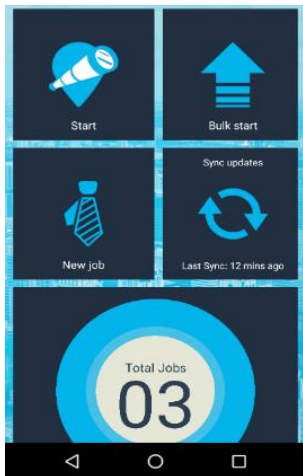 Start
Bulk start
Sync updates
New job
Last Sync: 12 mins ago
Total Jobs
03